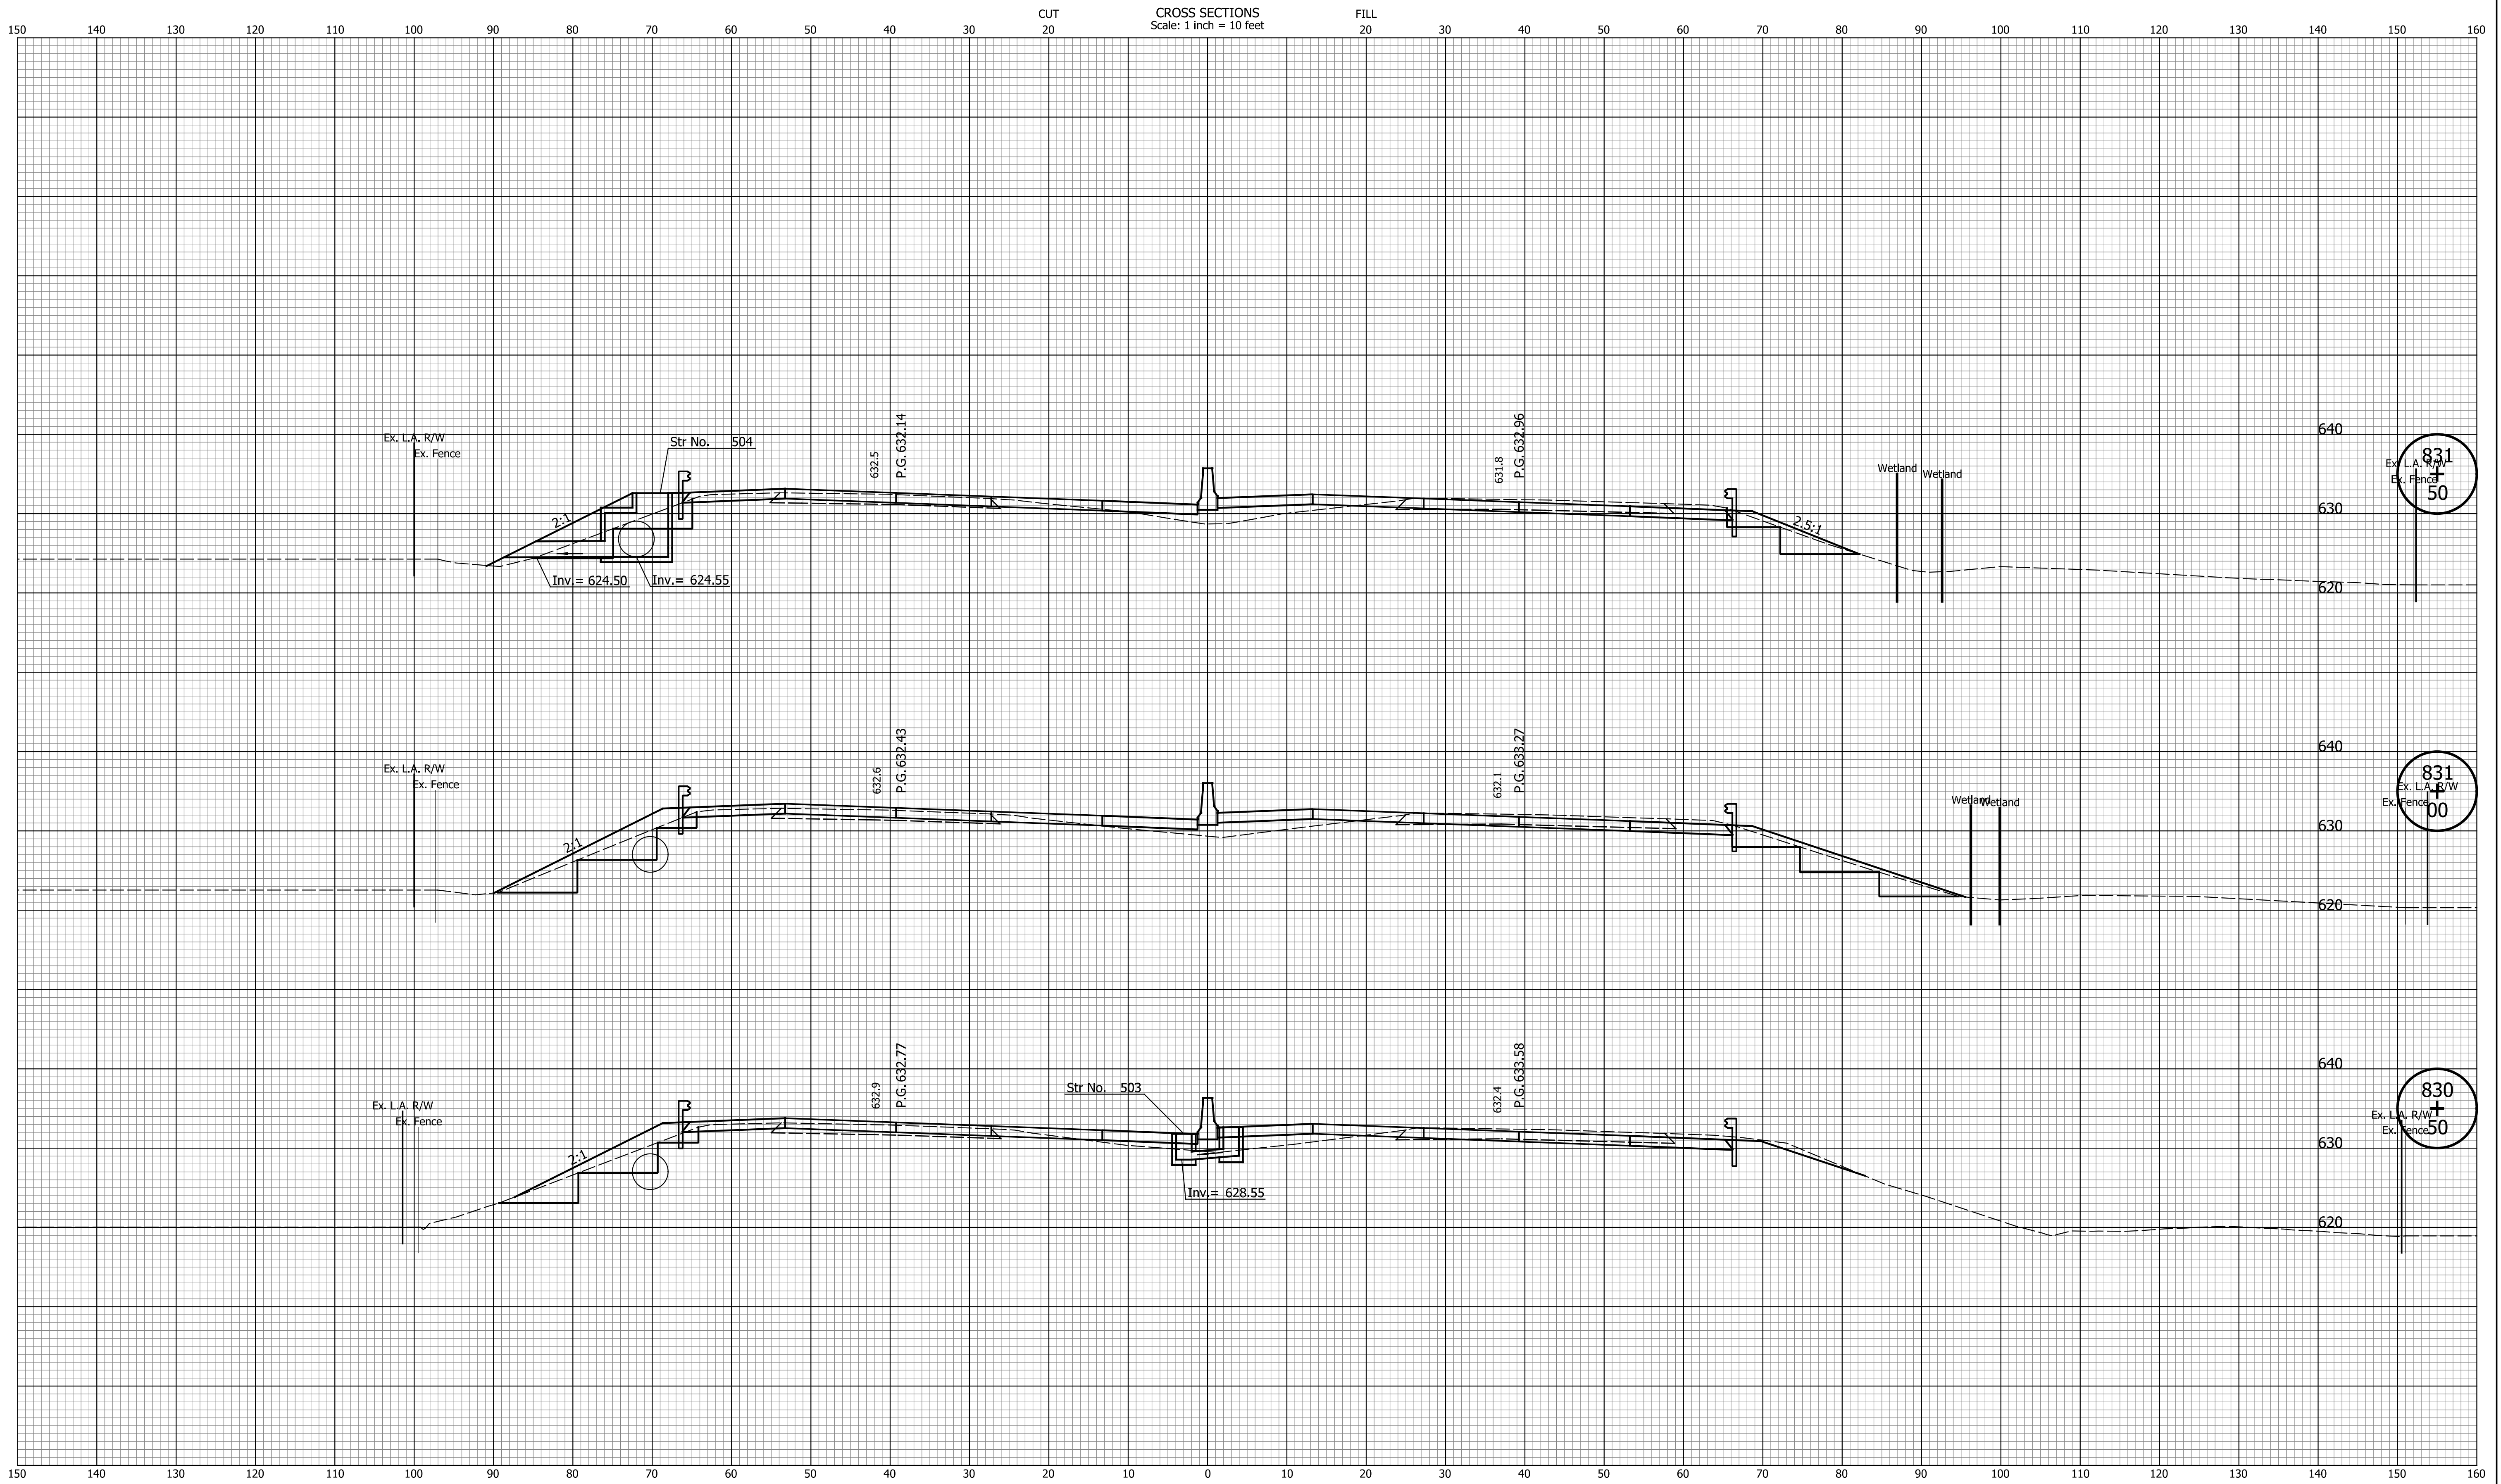 CUT CROSS SECTIONS FILL
Scale: 1 inch = 10 feet
150 140 130 120 110 100 90 80 70 60 50 40 30 20 10 0 10 20 20 30 40 50 60 70 80 90 100 110 120 130 140 150 160
640
831
+
50
630
620
Ex. L.A. R/W
Ex. Fence
Str No. 504
2:1
Inv.= 624.50
Inv.= 624.55
632.5
P.G. 632.14
631.8
P.G. 632.96
2.5:1
Wetland
Wetland
Ex. L.A. R/W
Ex. Fence
640
831
+
00
630
620
Ex. L.A. R/W
Ex. Fence
2:1
632.6
P.G. 632.43
632.1
P.G. 633.27
Wetland
Wetland
Ex. L.A. R/W
Ex. Fence
640
830
+
50
630
620
Ex. L.A. R/W
Ex. Fence
2:1
632.9
P.G. 632.77
Str No. 503
Inv.= 628.55
632.4
P.G. 633.58
Ex. L.A. R/W
Ex. Fence
150 140 130 120 110 100 90 80 70 60 50 40 30 20 10 0 10 20 30 40 50 60 70 80 90 100 110 120 130 140 150 160